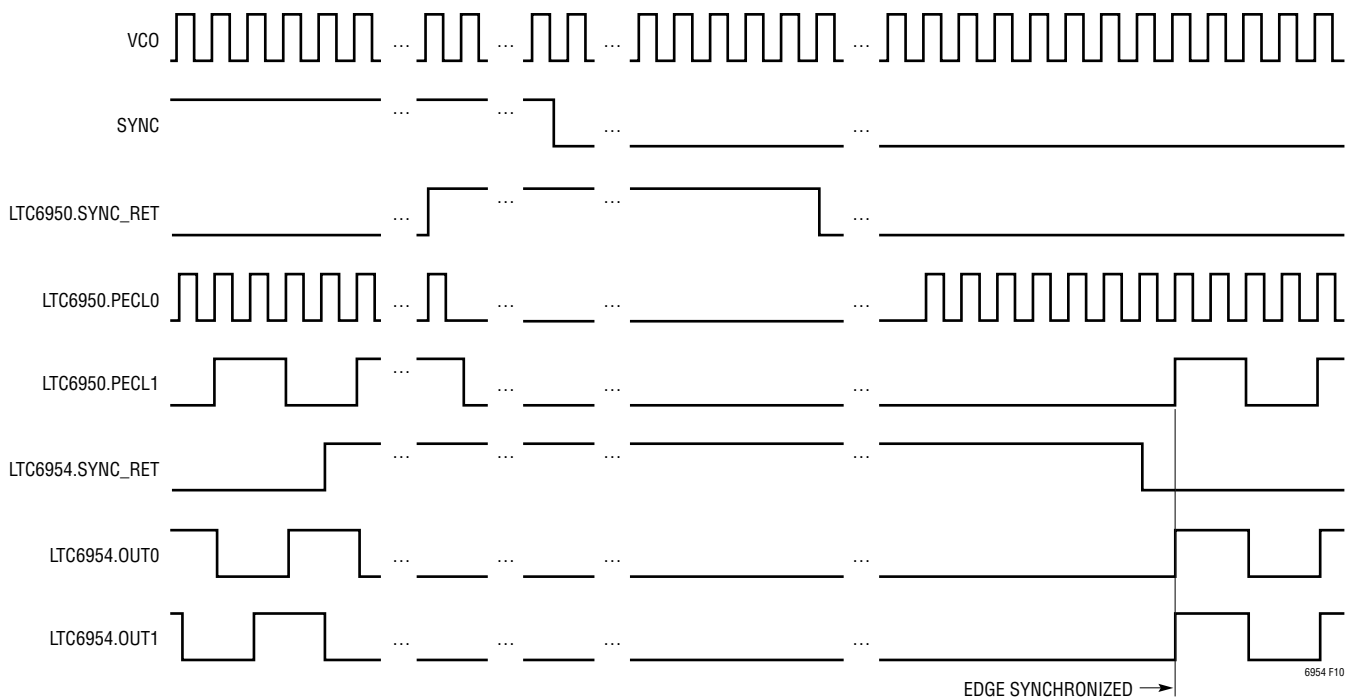 VCO ... ... ... ...
SYNC ... ... ... ...
LTC6950.SYNC_RET ... ... ... ...
LTC6950.PECL0 ... ... ... ...
LTC6950.PECL1 ... ... ... ...
LTC6954.SYNC_RET ... ... ... ...
LTC6954.OUT0 ... ... ... ...
LTC6954.OUT1 ... ... ... ...
6954 F10
EDGE SYNCHRONIZED